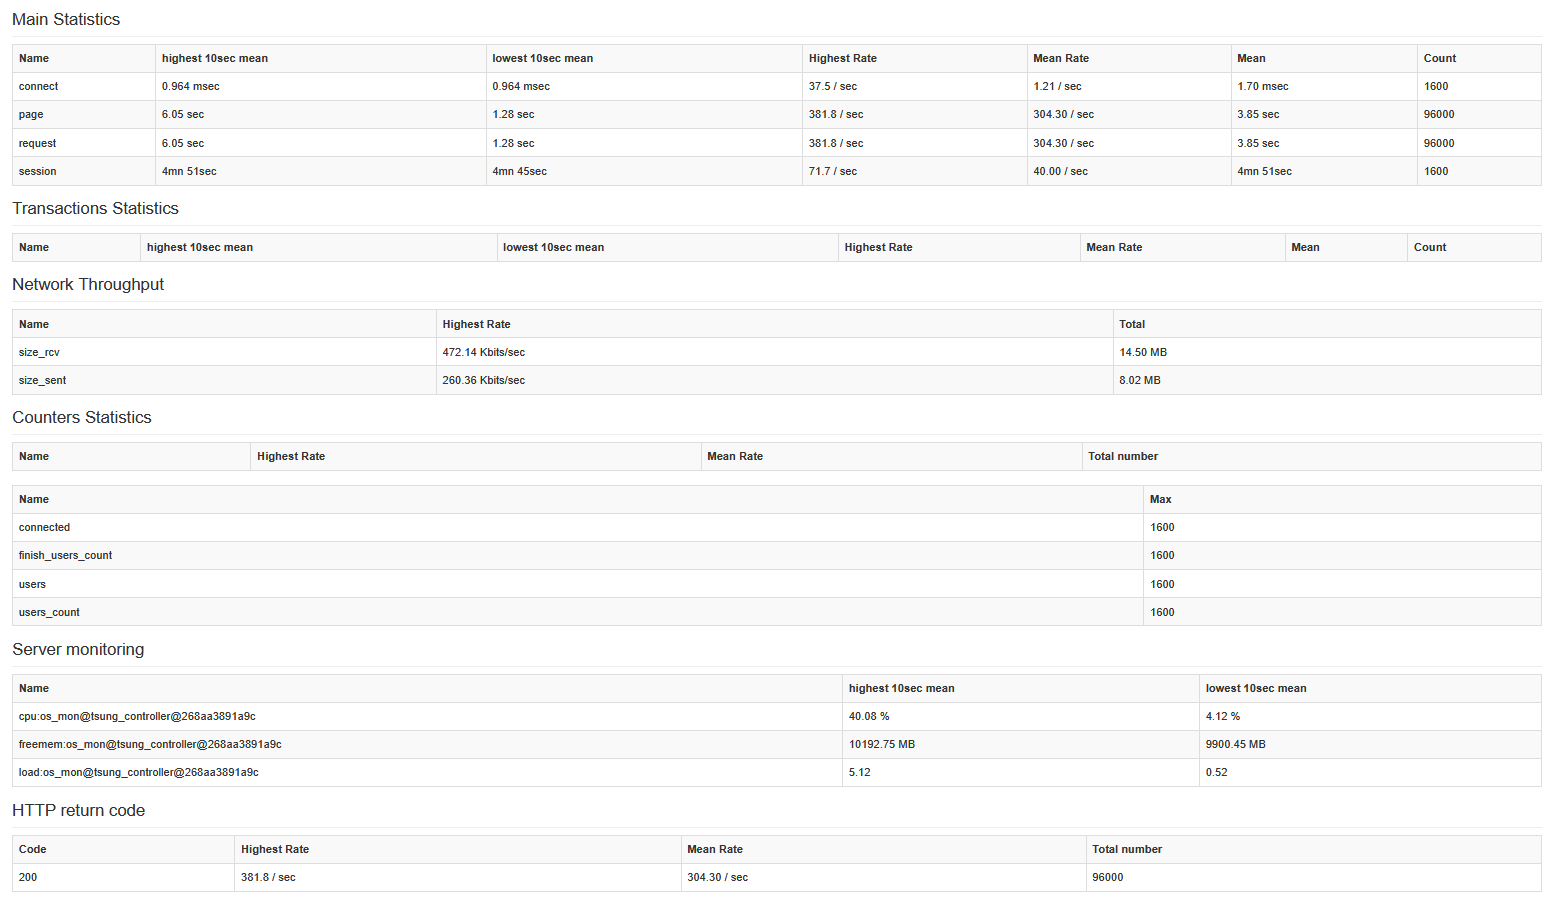 Main Statistics
Name highest 10sec mean lowest 10sec mean Highest Rate Mean Rate Mean Count
connect 0.964 msec 0.964 msec 37.5 / sec 1.21 / sec 1.70 msec 1600
page 6.05 sec 1.28 sec 381.8 / sec 304.30 / sec 3.85 sec 96000
request 6.05 sec 1.28 sec 381.8 / sec 304.30 / sec 3.85 sec 96000
session 4mn 51sec 4mn 45sec 71.7 / sec 40.00 / sec 4mn 51sec 1600
Transactions Statistics
Name highest 10sec mean lowest 10sec mean Highest Rate Mean Rate Mean Count
Network Throughput
Name Highest Rate Total
size_rcv 472.14 Kbits/sec 14.50 MB
size_sent 260.36 Kbits/sec 8.02 MB
Counters Statistics
Name Highest Rate Mean Rate Total number
Name Max
connected 1600
finish_users_count 1600
users 1600
users_count 1600
Server monitoring
Name highest 10sec mean lowest 10sec mean
cpu:os_mon@tsung_controller@268aa3891a9c 40.08 % 4.12 %
freemem:os_mon@tsung_controller@268aa3891a9c 10192.75 MB 9900.45 MB
load:os_mon@tsung_controller@268aa3891a9c 5.12 0.52
HTTP return code
Code Highest Rate Mean Rate Total number
200 381.8 / sec 304.30 / sec 96000